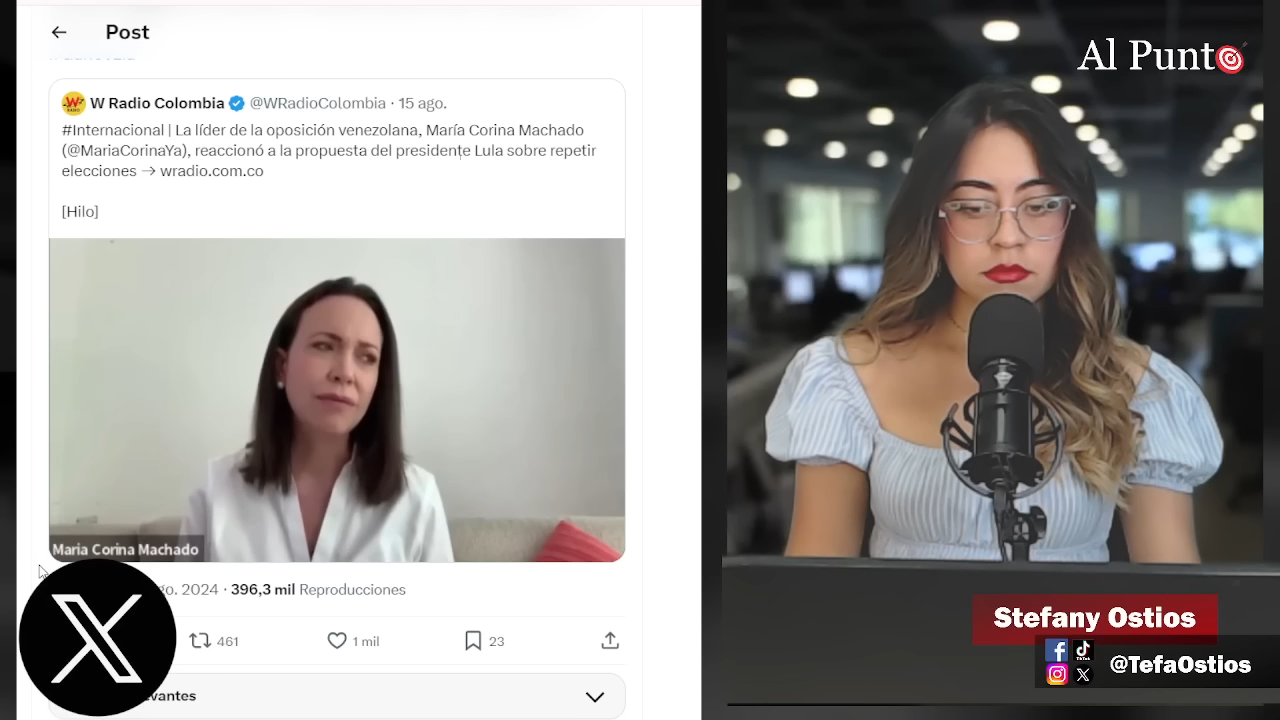 Post
W Radio Colombia @WRadioColombia · 15 ago.
#Internacional | La líder de la oposición venezolana, María Corina Machado
(@MariaCorinaYa), reaccionó a la propuesta del presidente Lula sobre repetir
elecciones → wradio.com.co
[Hilo]
Maria Corina Machado
go. 2024 · 396,3 mil Reproducciones
461
1 mil
23
vantes
Al Punto
Stefany Ostios
@TefaOstios